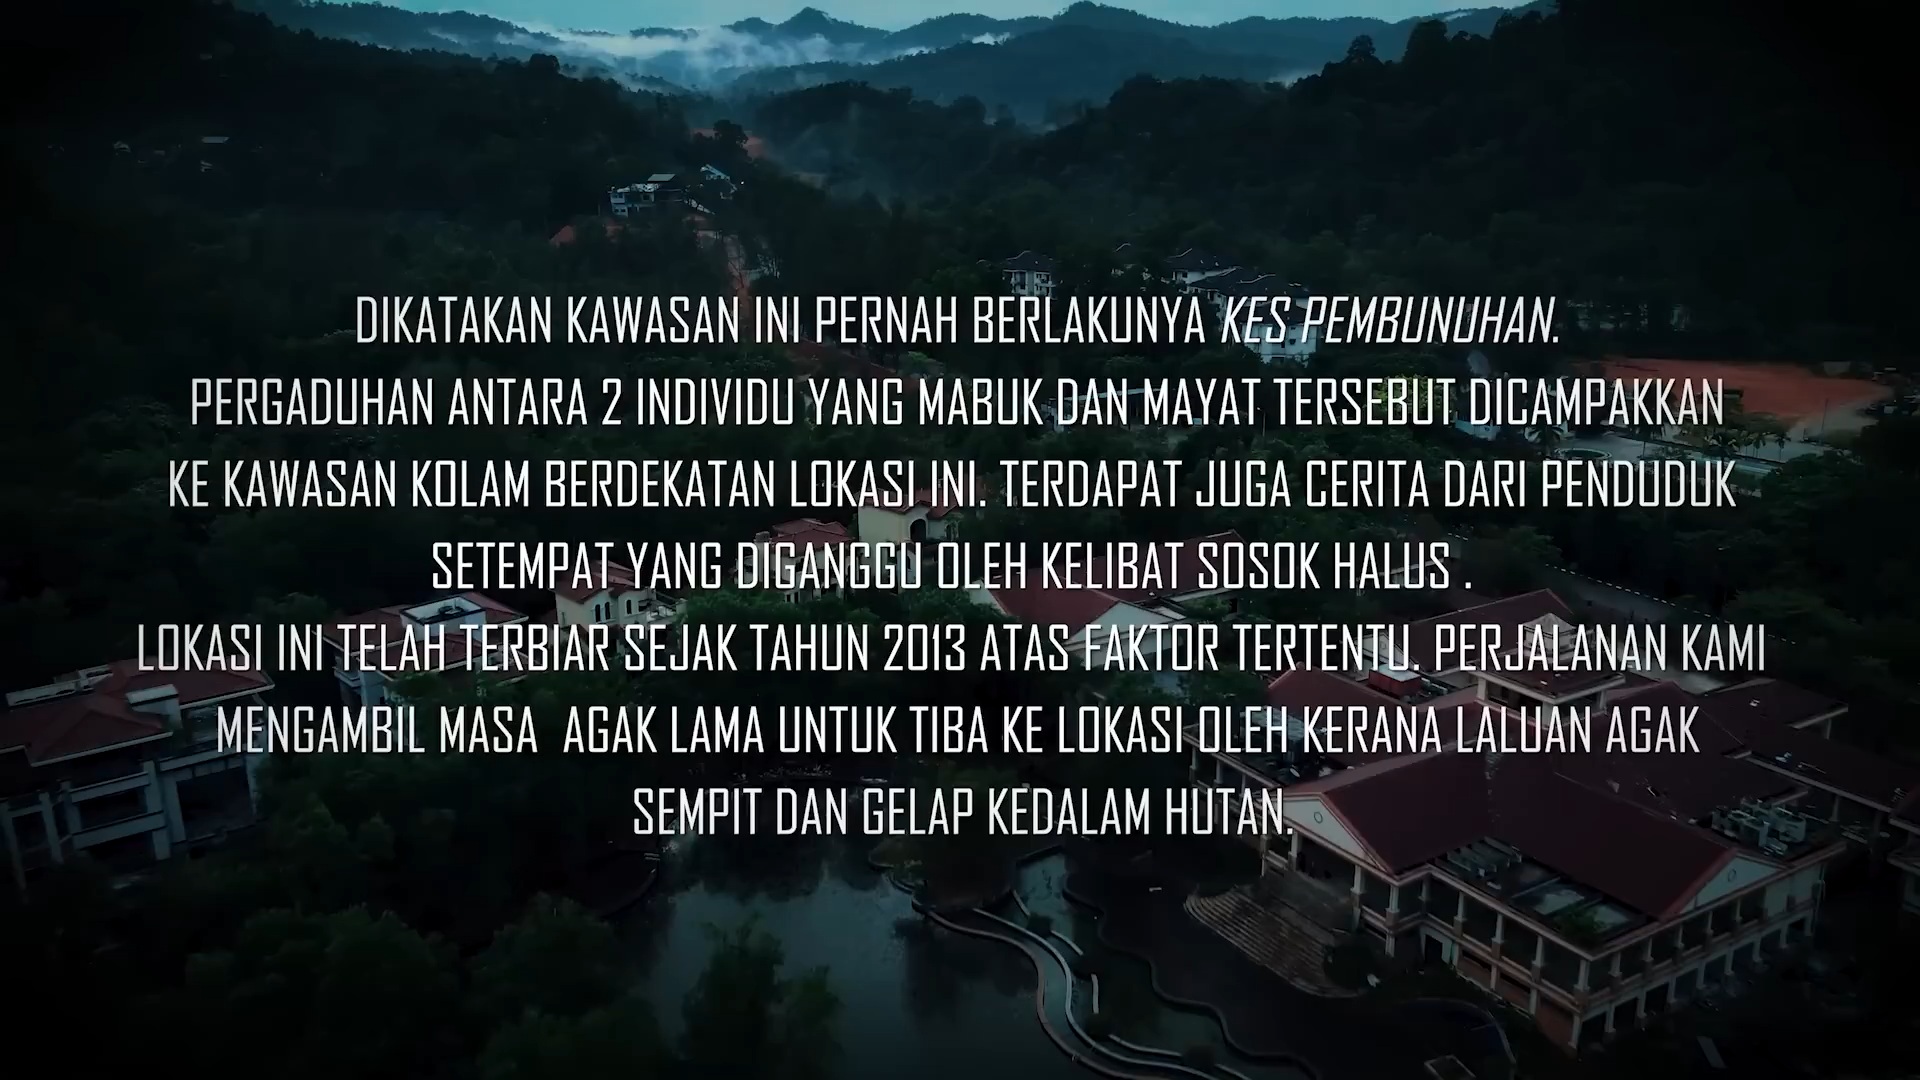 DIKATAKAN KAWASAN INI PERNAH BERLAKUNYA KES PEMBUNUHAN.
PERGADUHAN ANTARA 2 INDIVIDU YANG MABUK DAN MAYAT TERSEBUT DICAMPAKKAN
KE KAWASAN KOLAM BERDEKATAN LOKASI INI. TERDAPAT JUGA CERITA DARI PENDUDUK
SETEMPAT YANG DIGANGGU OLEH KELIBAT SOSOK HALUS .
LOKASI INI TELAH TERBIAR SEJAK TAHUN 2013 ATAS FAKTOR TERTENTU. PERJALANAN KAMI
MENGAMBIL MASA  AGAK LAMA UNTUK TIBA KE LOKASI OLEH KERANA LALUAN AGAK
SEMPIT DAN GELAP KEDALAM HUTAN.